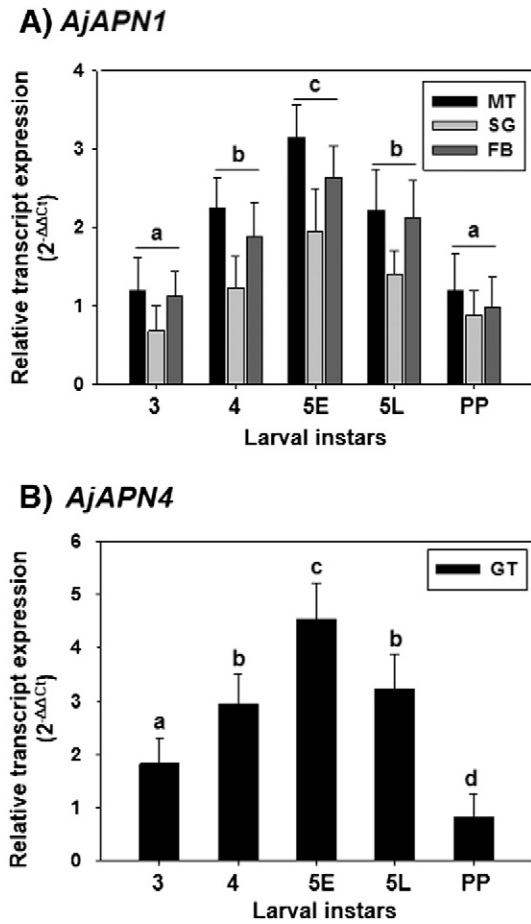 A) AjAPN1
Relative transcript expression
(2-ΔΔCt)
4
3
2
1
0
a
b
c
b
a
MT
SG
FB
3 4 5E 5L PP
Larval instars
B) AjAPN4
Relative transcript expression
(2-ΔΔCt)
6
5
4
3
2
1
0
a
b
c
b
d
GT
3 4 5E 5L PP
Larval instars